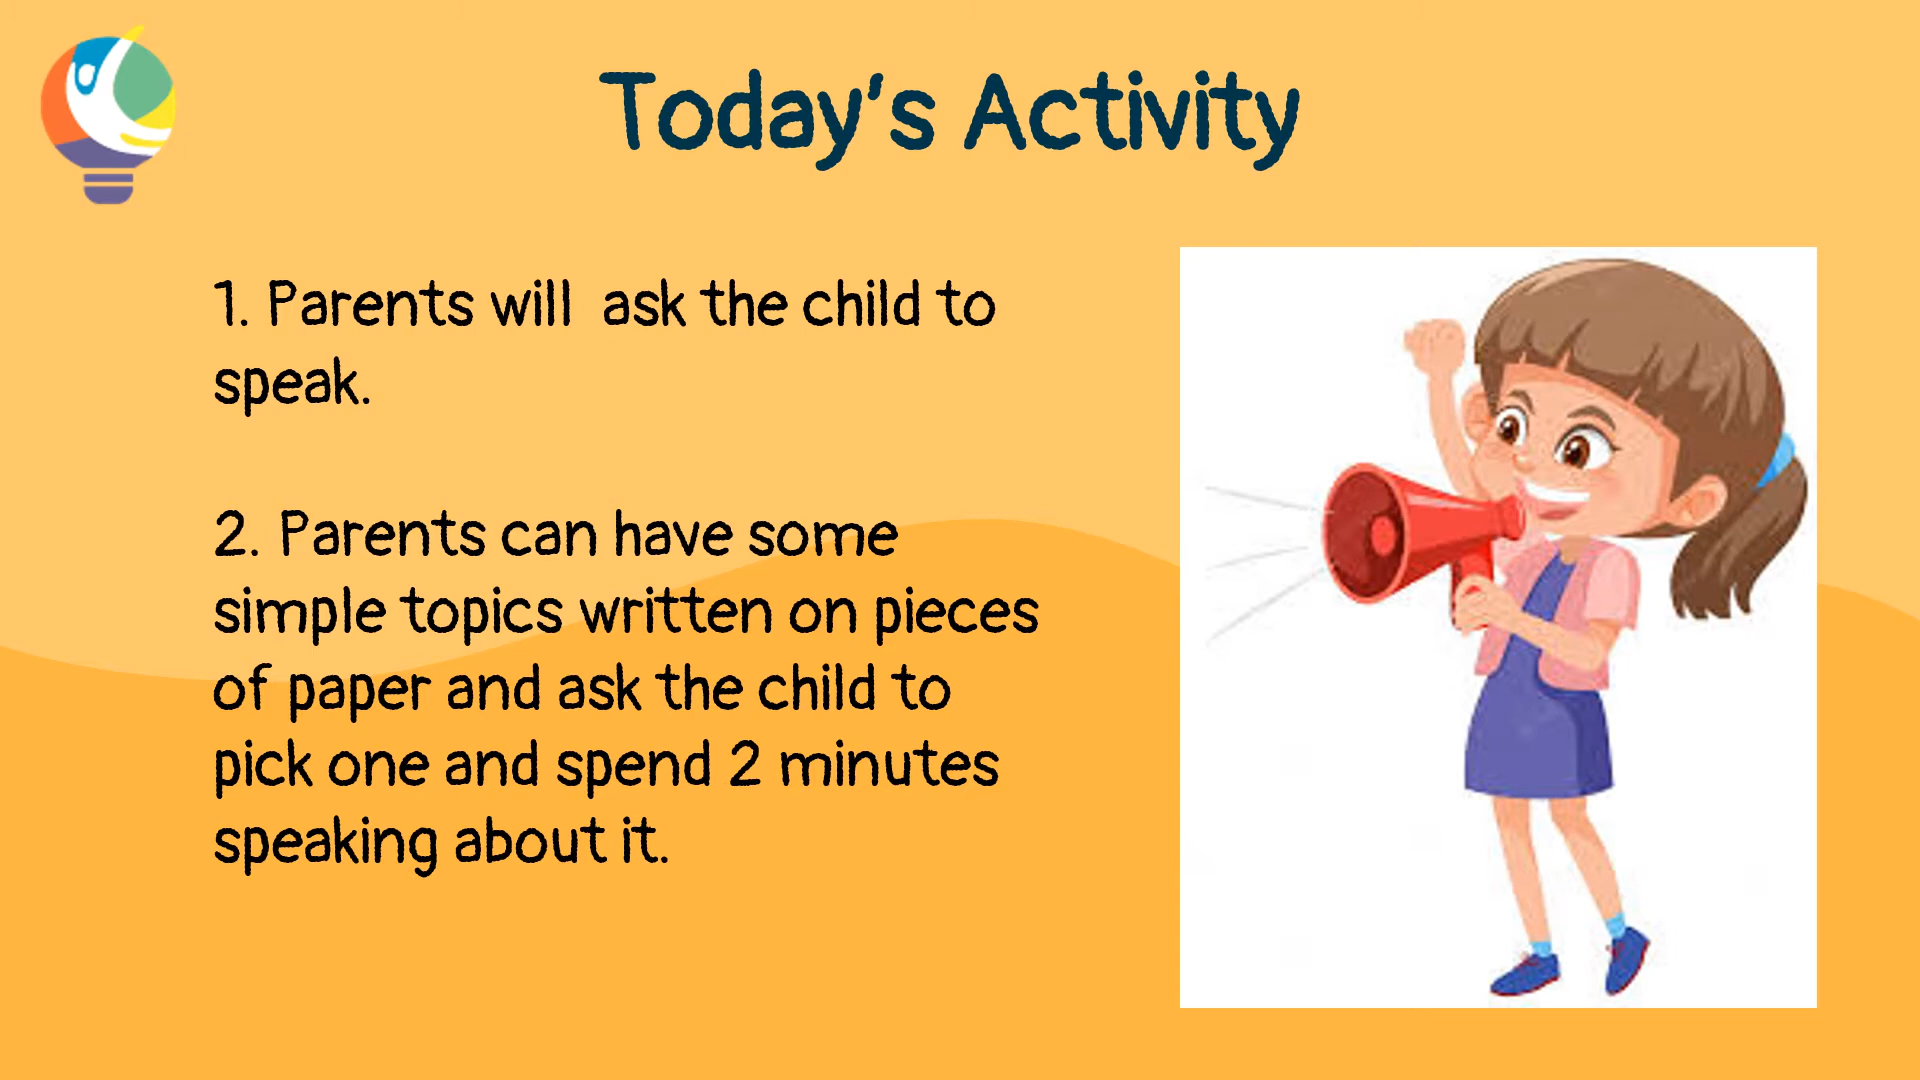 Today's Activity
1. Parents will  ask the child to
speak.
2. Parents can have some
simple topics written on pieces
of paper and ask the child to
pick one and spend 2 minutes
speaking about it.